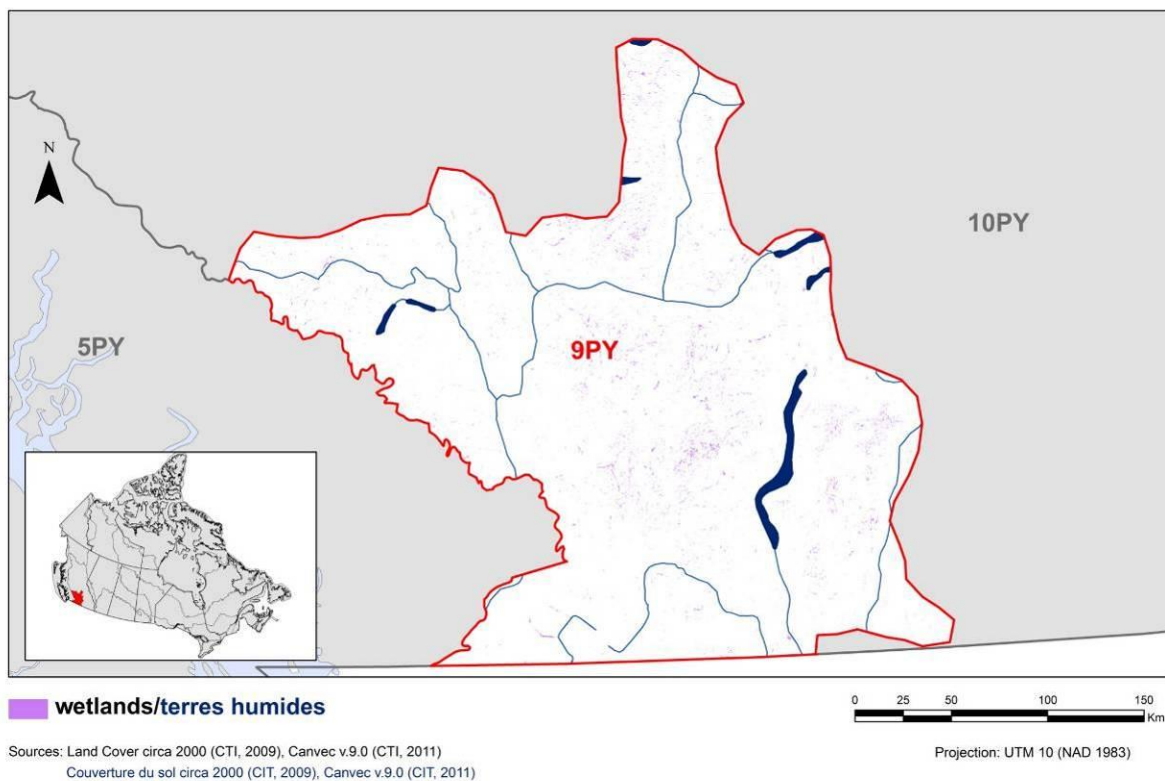 N
10PY
5PY
9PY
wetlands/terres humides
0 25 50 100 150
Km
Sources: Land Cover circa 2000 (CTI, 2009), Canvec v.9.0 (CTI, 2011)
Projection: UTM 10 (NAD 1983)
Couverture du sol circa 2000 (CIT, 2009), Canvec v.9.0 (CIT, 2011)